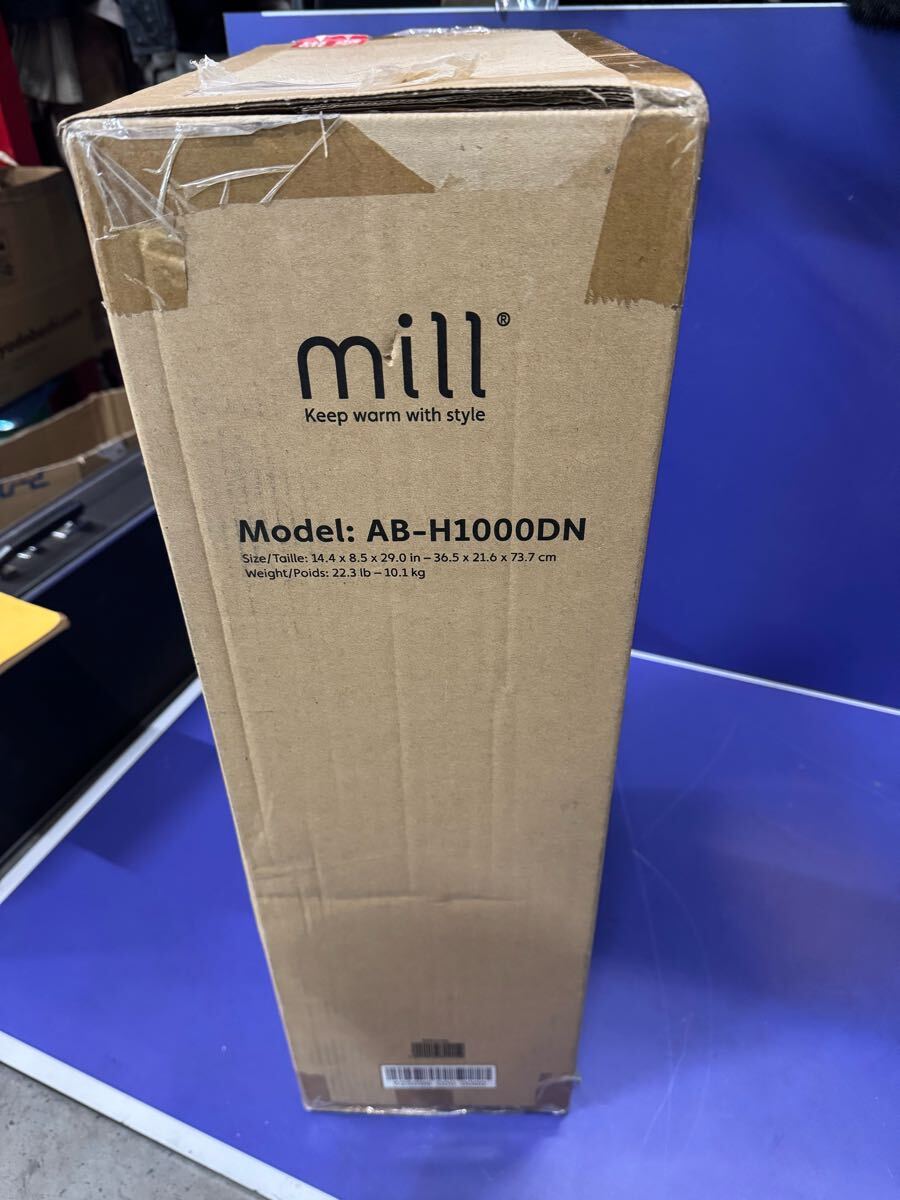 mill®
Keep warm with style
Model: AB-H1000DN
Size/Taille: 14.4 x 8.5 x 29.0 in – 36.5 x 21.6 x 73.7 cm
Weight/Poids: 22.3 lb – 10.1 kg